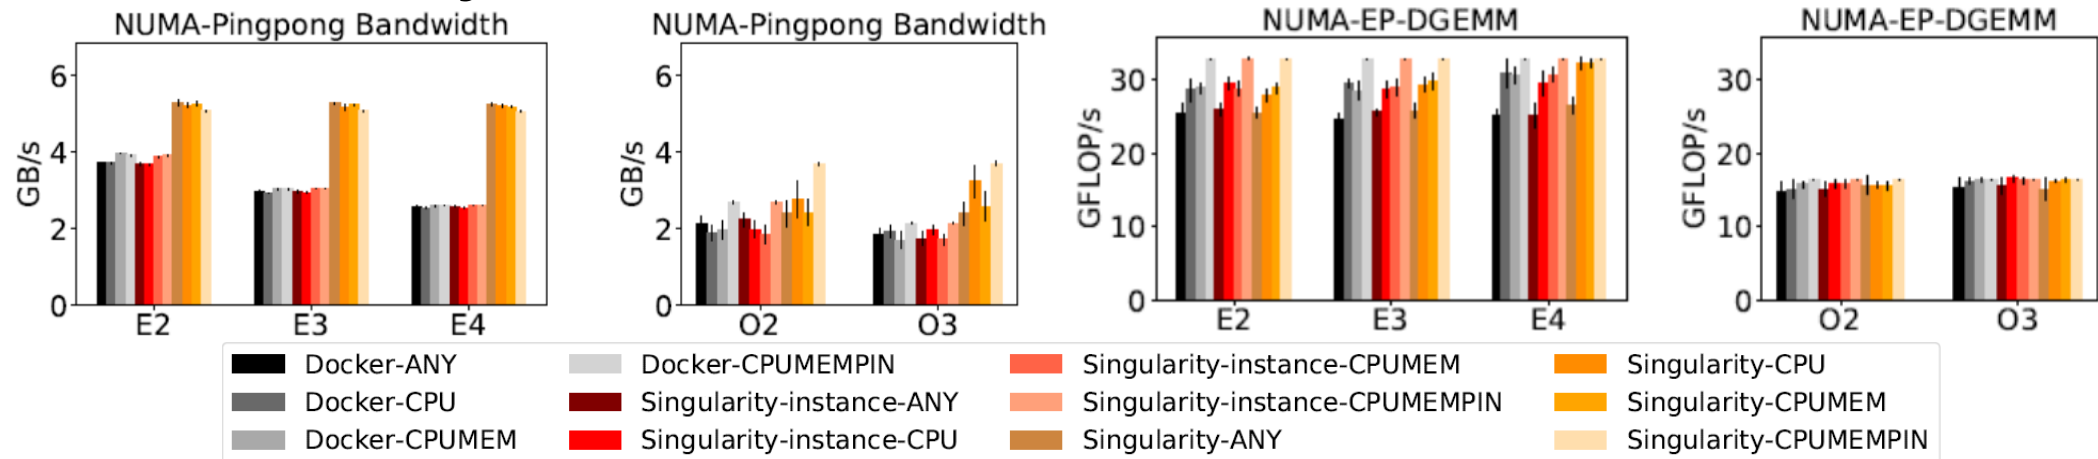 NUMA-Pingpong Bandwidth
GB/s
6
4
2
0
E2 E3 E4
NUMA-Pingpong Bandwidth
GB/s
6
4
2
0
O2 O3
NUMA-EP-DGEMM
GFLOP/s
30
20
10
0
E2 E3 E4
NUMA-EP-DGEMM
GFLOP/s
30
20
10
0
O2 O3
Docker-ANY
Docker-CPU
Docker-CPUMEM
Docker-CPUMEMPIN
Singularity-instance-ANY
Singularity-instance-CPU
Singularity-instance-CPUMEM
Singularity-instance-CPUMEMPIN
Singularity-ANY
Singularity-CPU
Singularity-CPUMEM
Singularity-CPUMEMPIN